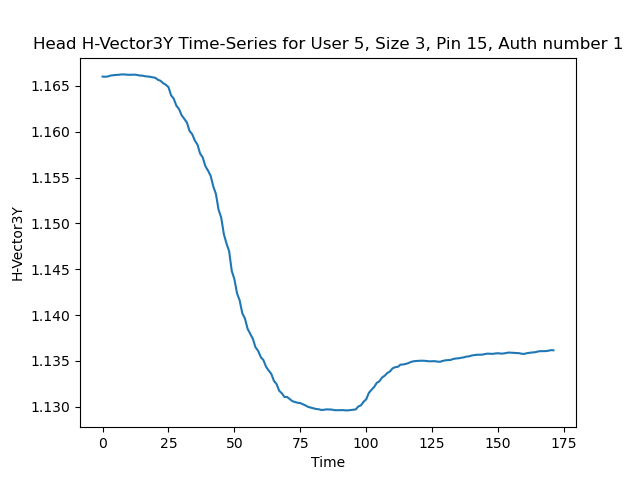 Head H-Vector3Y Time-Series for User 5, Size 3, Pin 15, Auth number 1
1.165
1.160
1.155
1.150
1.145
1.140
1.135
1.130
H-Vector3Y
0 25 50 75 100 125 150 175
Time